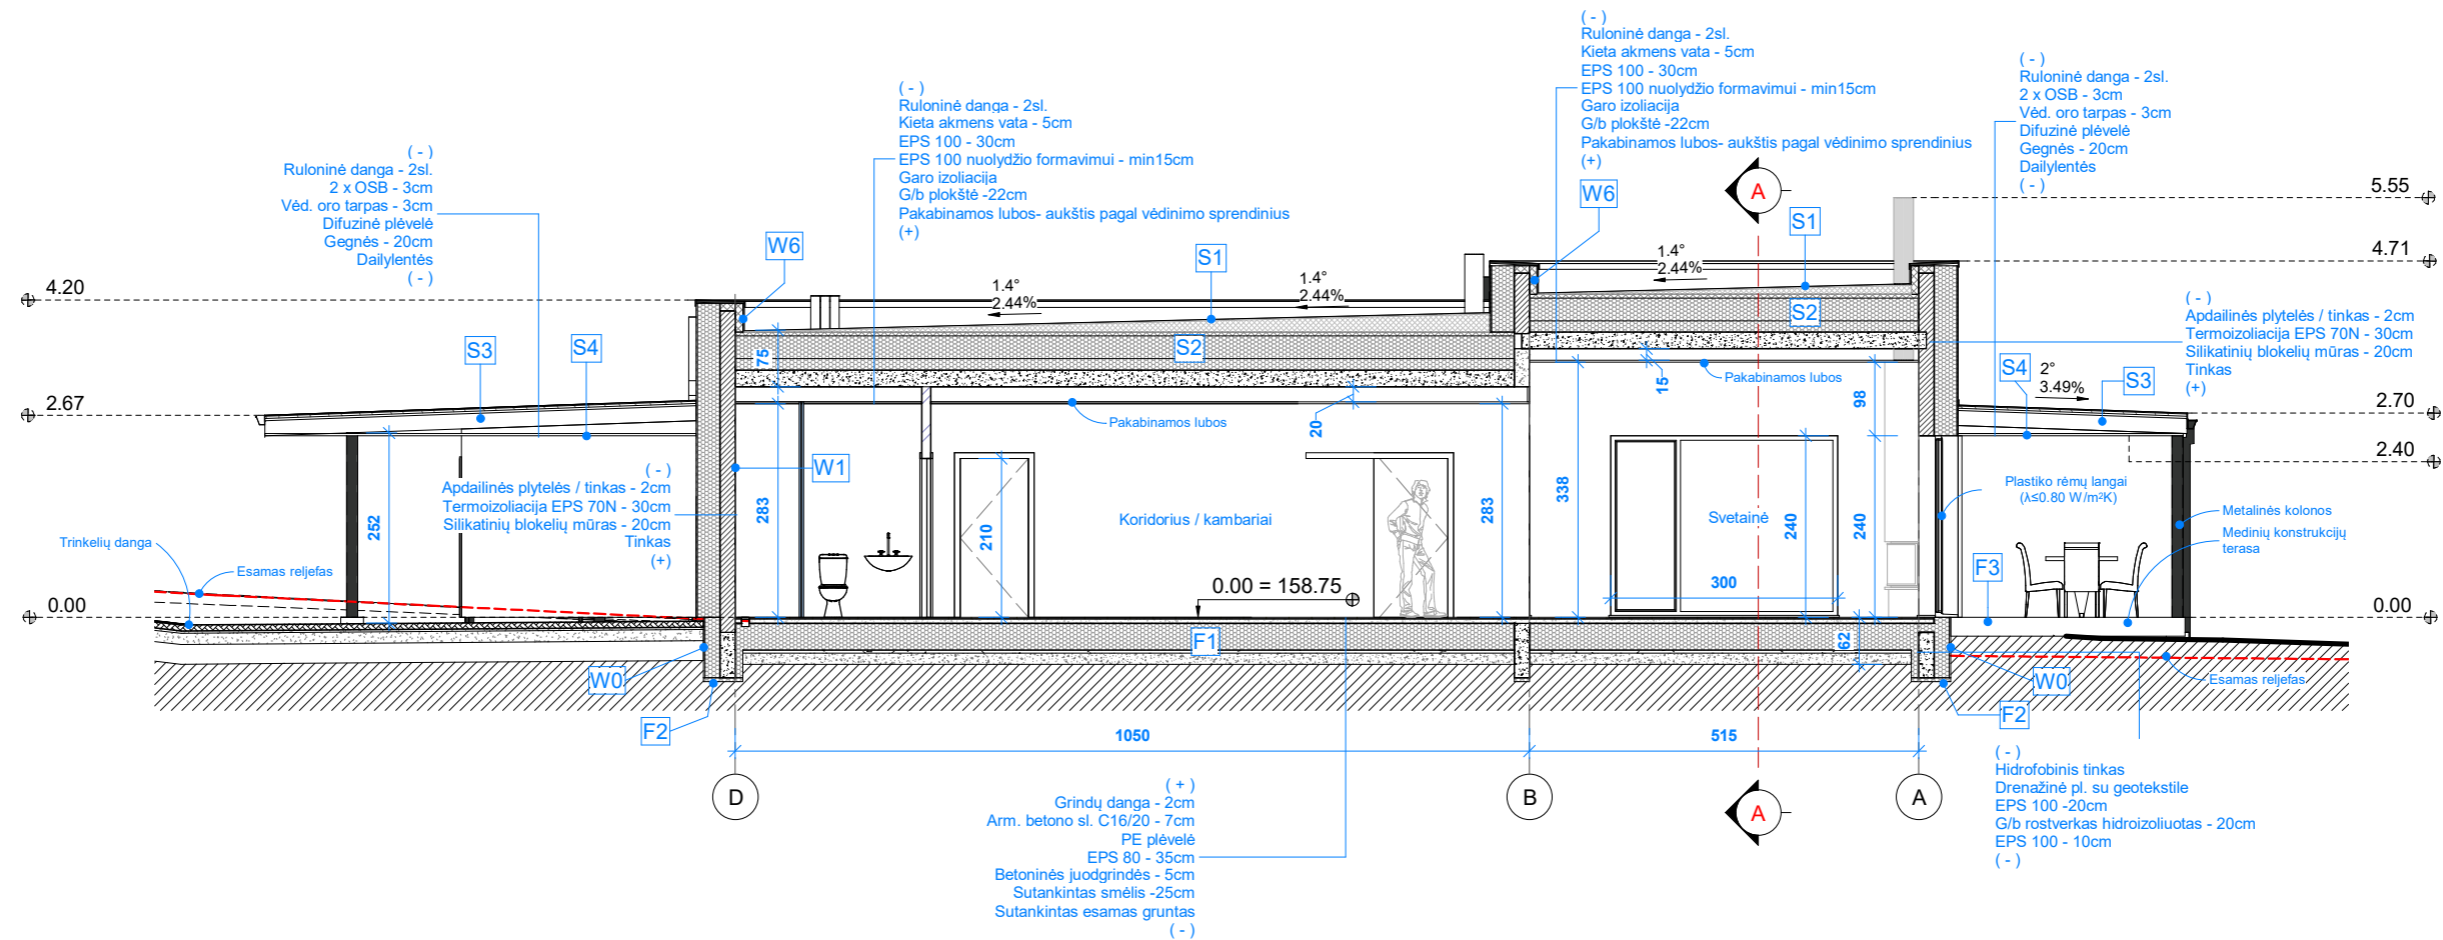 ( - )
Ruloninė danga - 2sl.
Kieta akmens vata - 5cm
EPS 100 - 30cm
EPS 100 nuolydžio formavimui - min15cm
Garo izoliacija
G/b plokštė -22cm
Pakabinamos lubos- aukštis pagal vėdinimo sprendinius
(+)
( - )
Ruloninė danga - 2sl.
2 x OSB - 3cm
Vėd. oro tarpas - 3cm
Difuzinė plėvelė
Gegnės - 20cm
Dailylentės
( - )
( - )
Ruloninė danga - 2sl.
Kieta akmens vata - 5cm
EPS 100 - 30cm
EPS 100 nuolydžio formavimui - min15cm
Garo izoliacija
G/b plokštė -22cm
Pakabinamos lubos- aukštis pagal vėdinimo sprendinius
(+)
( - )
Ruloninė danga - 2sl.
2 x OSB - 3cm
Vėd. oro tarpas - 3cm
Difuzinė plėvelė
Gegnės - 20cm
Dailylentės
( - )
A
W6
5.55
S1
W6
S1
1.4°
2.44%
4.71
1.4°
2.44%
1.4°
2.44%
4.20
( - )
Apdailinės plytelės / tinkas - 2cm
Termoizoliacija EPS 70N - 30cm
Silikatinių blokelių mūras - 20cm
Tinkas
(+)
S2
S2
S3
S4
75
15
Pakabinamos lubos
S4
2°
3.49%
S3
98
2.67
2.70
20
Pakabinamos lubos
2.40
( - )
Apdailinės plytelės / tinkas - 2cm
Termoizoliacija EPS 70N - 30cm
Silikatinių blokelių mūras - 20cm
Tinkas
(+)
W1
252
283
210
Koridorius / kambariai
283
338
Svetainė
240
240
300
Plastiko rėmų langai
(λ≤0.80 W/m²K)
Metalinės kolonos
Medinių konstrukcijų
terasa
Trinkelių danga
Esamas reljefas
F3
0.00 = 158.75
0.00
0.00
F1
62
W0
W0
Esamas reljefas
F2
F2
1050
515
D
B
A
A
( + )
Grindų danga - 2cm
Arm. betono sl. C16/20 - 7cm
PE plėvelė
EPS 80 - 35cm
Betoninės juodgrindės - 5cm
Sutankintas smėlis -25cm
Sutankintas esamas gruntas
( - )
( - )
Hidrofobinis tinkas
Drenažinė pl. su geotekstile
EPS 100 -20cm
G/b rostverkas hidroizoliuotas - 20cm
EPS 100 - 10cm
( - )